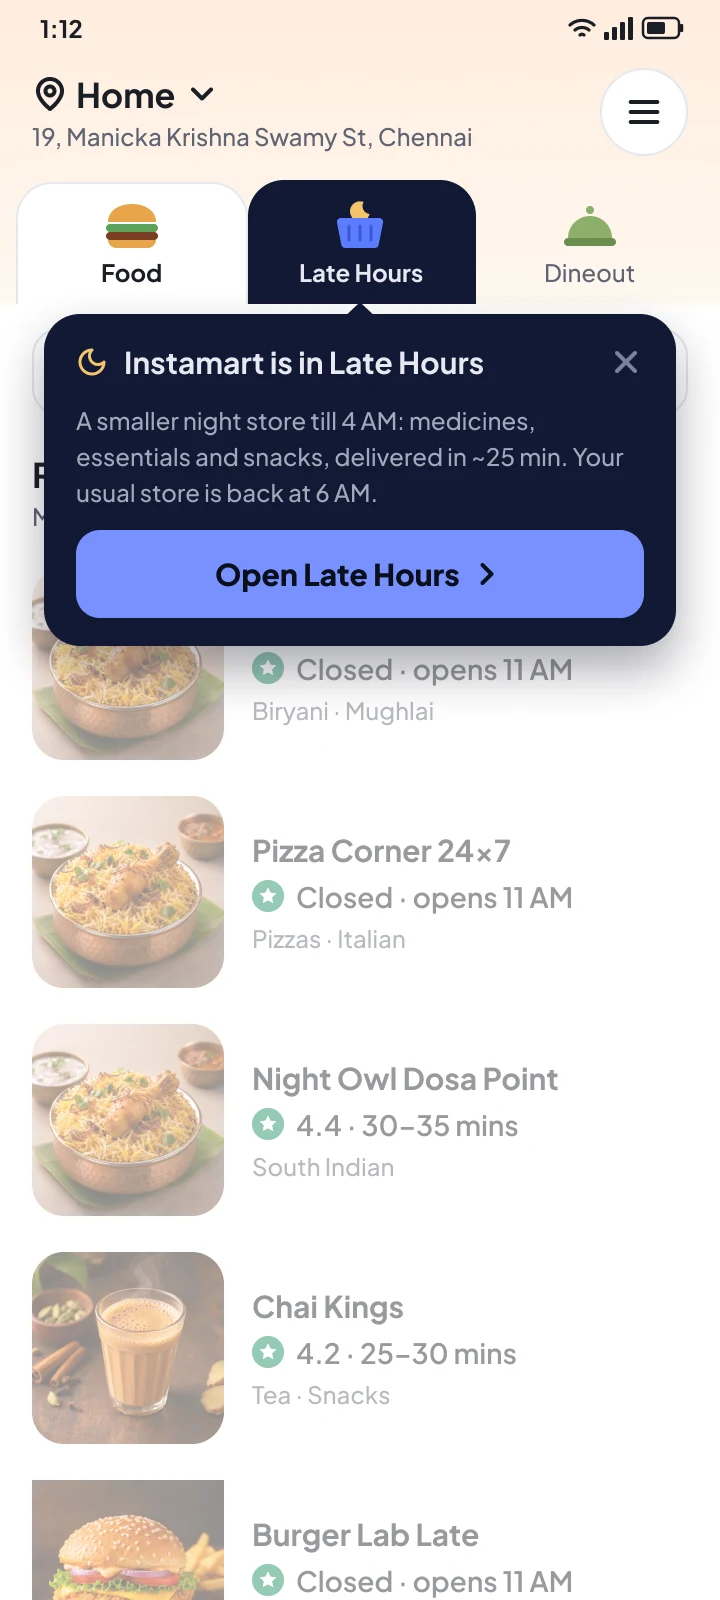 1:12
Home
19, Manicka Krishna Swamy St, Chennai
Food
Late Hours
Dineout
Instamart is in Late Hours
A smaller night store till 4 AM: medicines,
essentials and snacks, delivered in ~25 min. Your
usual store is back at 6 AM.
Open Late Hours
Closed · opens 11 AM
Biryani · Mughlai
Pizza Corner 24×7
Closed · opens 11 AM
Pizzas · Italian
Night Owl Dosa Point
4.4 · 30–35 mins
South Indian
Chai Kings
4.2 · 25–30 mins
Tea · Snacks
Burger Lab Late
Closed · opens 11 AM